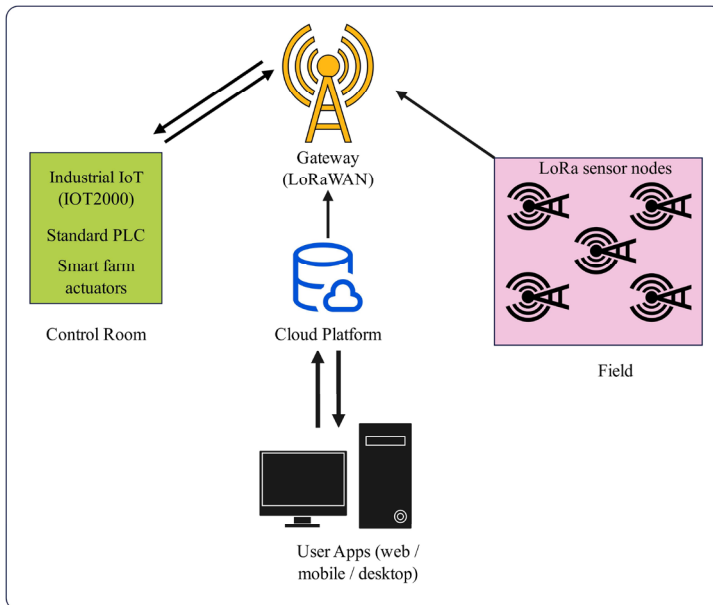 Gateway
(LoRaWAN)
Industrial IoT
(IOT2000)
Standard PLC
Smart farm
actuators
Control Room
LoRa sensor nodes
Field
Cloud Platform
User Apps (web /
mobile / desktop)